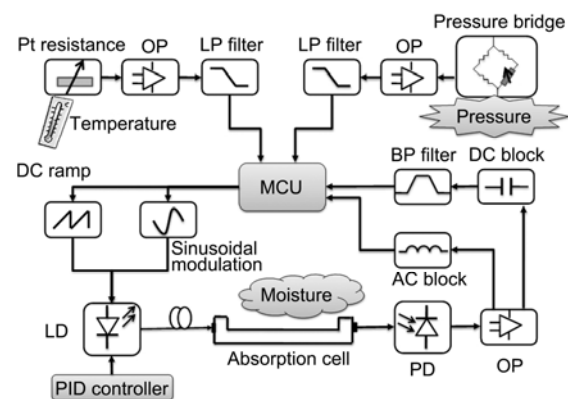 Pt resistance
OP
LP filter
LP filter
OP
Pressure bridge
Temperature
Pressure
DC ramp
MCU
BP filter
DC block
Sinusoidal
modulation
AC block
Moisture
LD
Absorption cell
PD
OP
PID controller